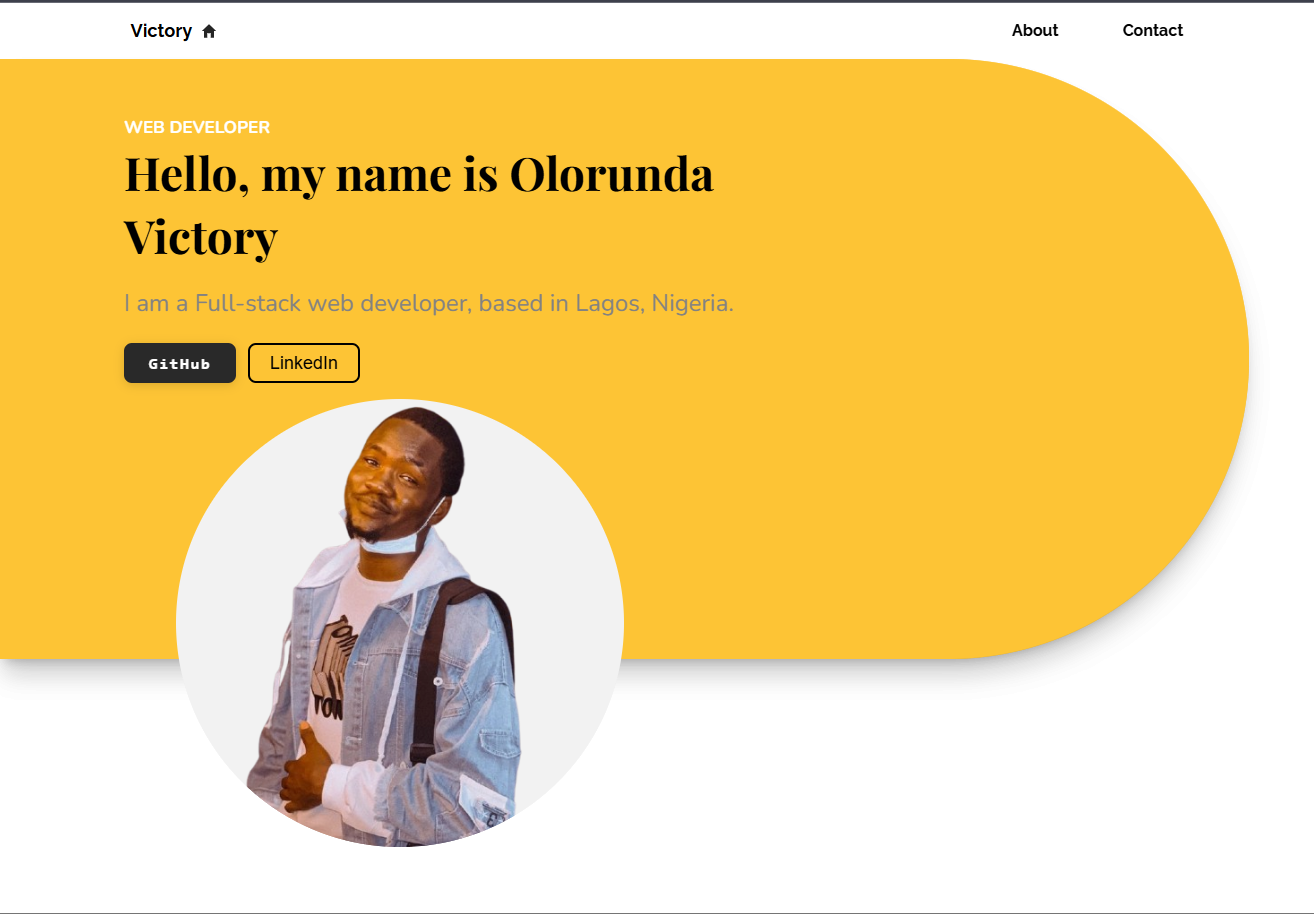 Victory
About
Contact
WEB DEVELOPER
Hello, my name is Olorunda
Victory
I am a Full-stack web developer, based in Lagos, Nigeria.
GitHub
LinkedIn